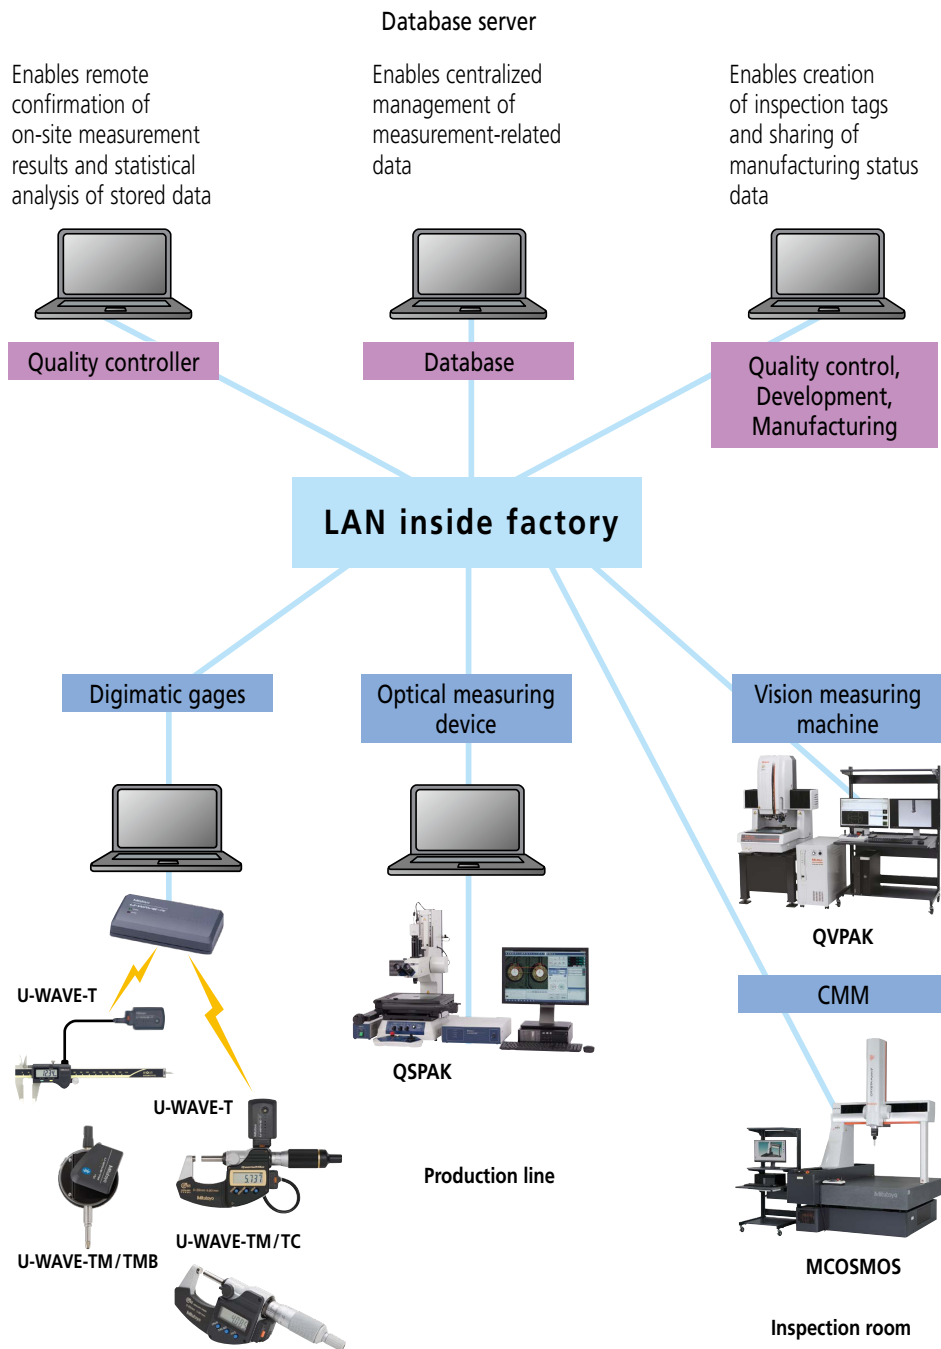 Database server
Enables remote
confirmation of
on-site measurement
results and statistical
analysis of stored data
Enables centralized
management of
measurement-related
data
Enables creation
of inspection tags
and sharing of
manufacturing status
data
Quality controller
Database
Quality control,
Development,
Manufacturing
LAN inside factory
Digimatic gages
Optical measuring
device
Vision measuring
machine
QVPAK
U-WAVE-T
CMM
QSPAK
U-WAVE-T
Production line
U-WAVE-TM/TMB
U-WAVE-TM/TC
Mitutoyo
MCOSMOS
Inspection room